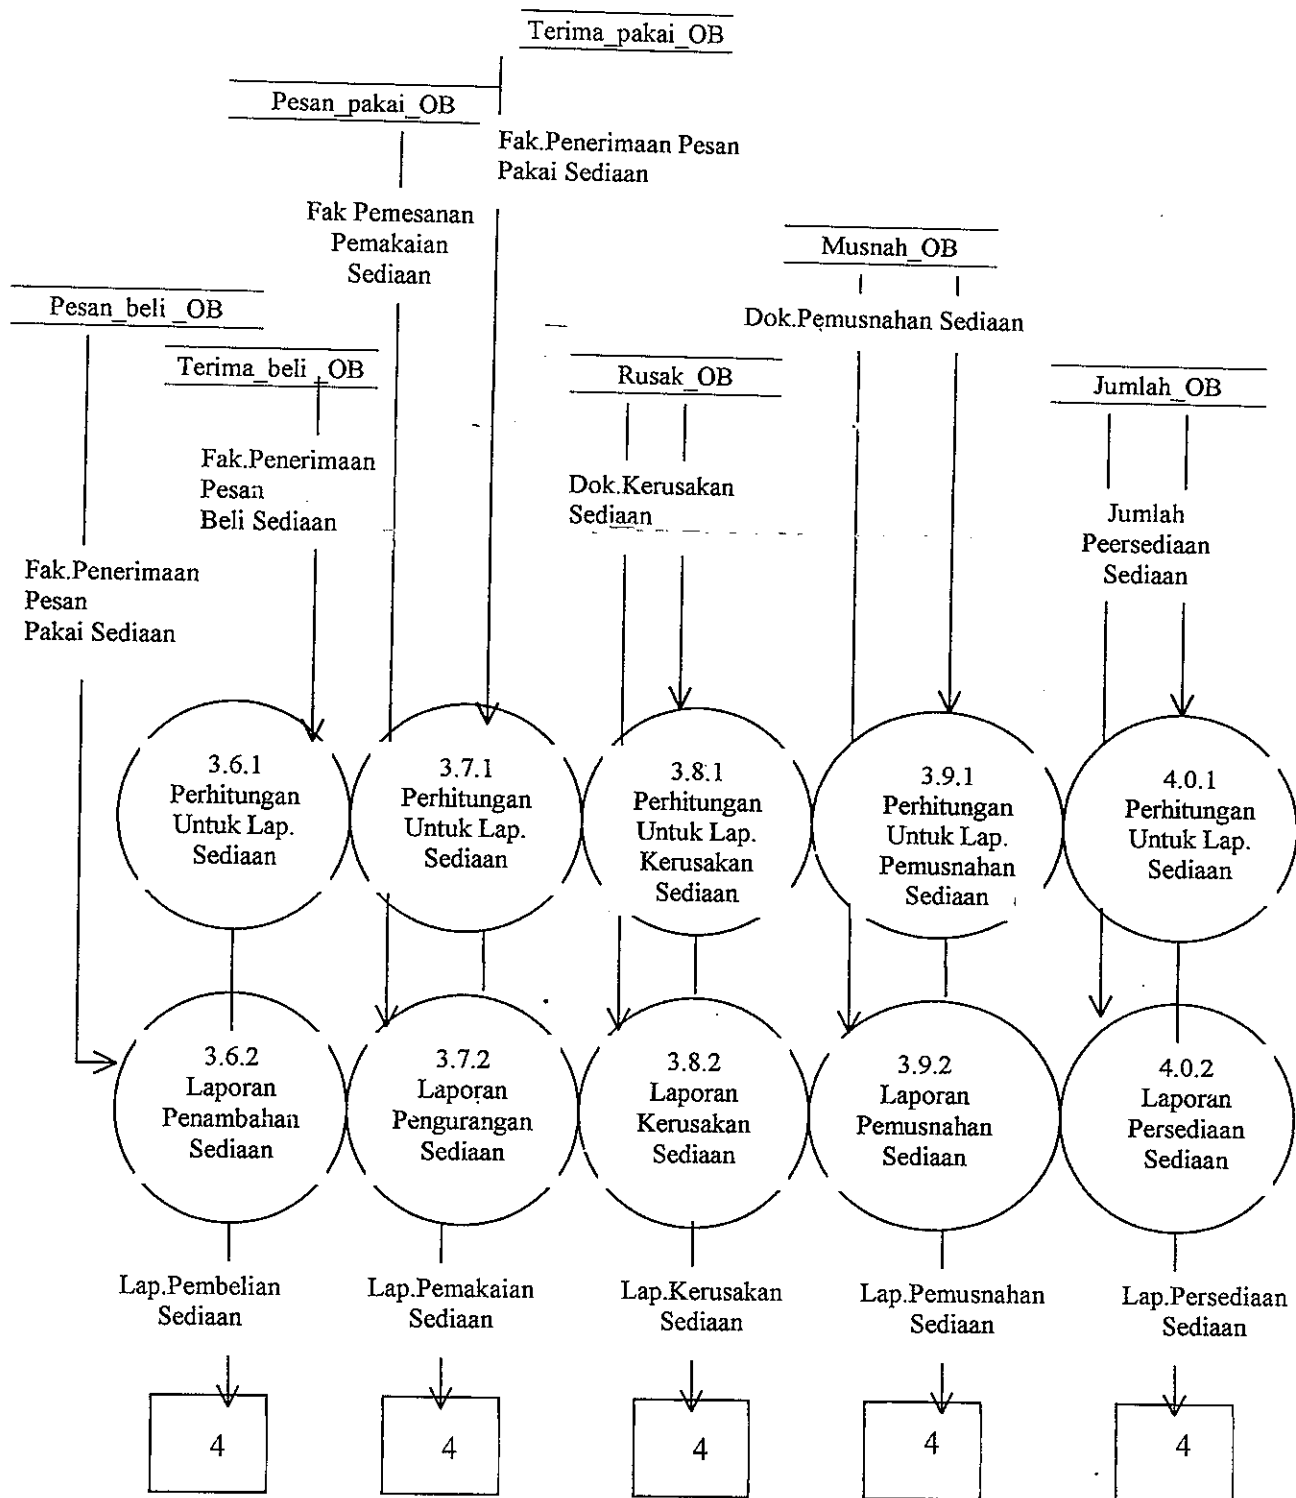 Terima_pakai_OB
Pesan_pakai_OB
Fak.Penerimaan Pesan
Pakai Sediaan
Fak Pemesanan
Pemakaian
Sediaan
Musnah_OB
Dok.Pemusnahan Sediaan
Pesan_beli _OB
Terima_beli _OB
Rusak_OB
Jumlah_OB
Fak.Penerimaan
Pesan
Beli Sediaan
Dok.Kerusakan
Sediaan
Jumlah
Peersediaan
Sediaan
Fak.Penerimaan
Pesan
Pakai Sediaan
3.6.1
Perhitungan
Untuk Lap.
Sediaan
3.7.1
Perhitungan
Untuk Lap.
Sediaan
3.8.1
Perhitungan
Untuk Lap.
Kerusakan
Sediaan
3.9.1
Perhitungan
Untuk Lap.
Pemusnahan
Sediaan
4.0.1
Perhitungan
Untuk Lap.
Sediaan
3.6.2
Laporan
Penambahan
Sediaan
3.7.2
Laporan
Pengurangan
Sediaan
3.8.2
Laporan
Kerusakan
Sediaan
3.9.2
Laporan
Pemusnahan
Sediaan
4.0.2
Laporan
Persediaan
Sediaan
Lap.Pembelian
Sediaan
Lap.Pemakaian
Sediaan
Lap.Kerusakan
Sediaan
Lap.Pemusnahan
Sediaan
Lap.Persediaan
Sediaan
4
4
4
4
4